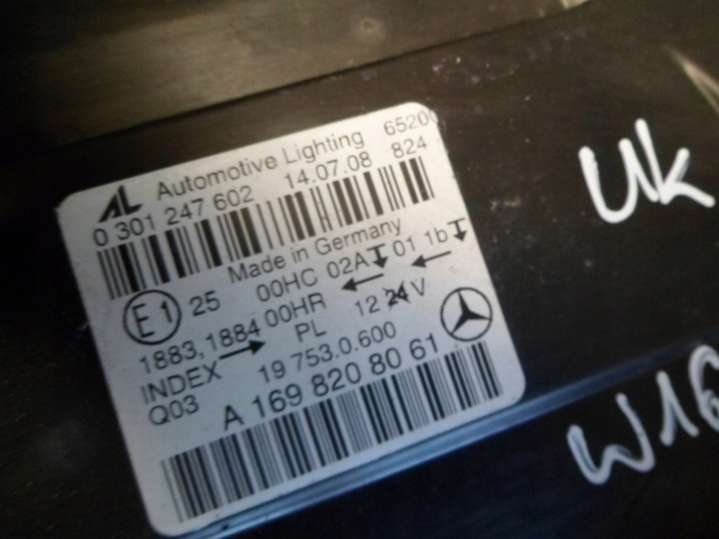 AL Automotive Lighting 6520
0 301 247 602 14.07.08 824
Made in Germany
E1 25 00HC 02A 01 1b
1883,1884 00HR ←←
INDEX → PL 12 24 V
Q03 19 753.0.600
A 169 820 80 61
UK
W16